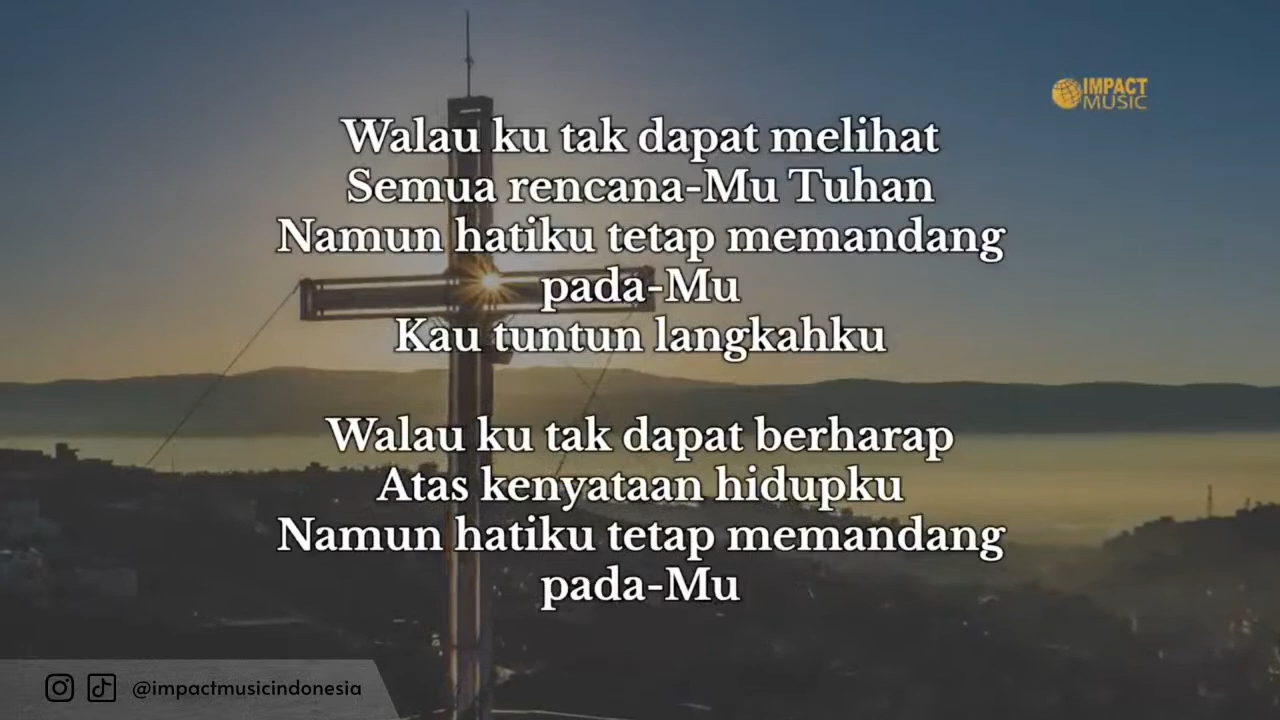 IMPACT
MUSIC
Walau ku tak dapat melihat
Semua rencana-Mu Tuhan
Namun hatiku tetap memandang
pada-Mu
Kau tuntun langkahku
Walau ku tak dapat berharap
Atas kenyataan hidupku
Namun hatiku tetap memandang
pada-Mu
@impactmusicindonesia